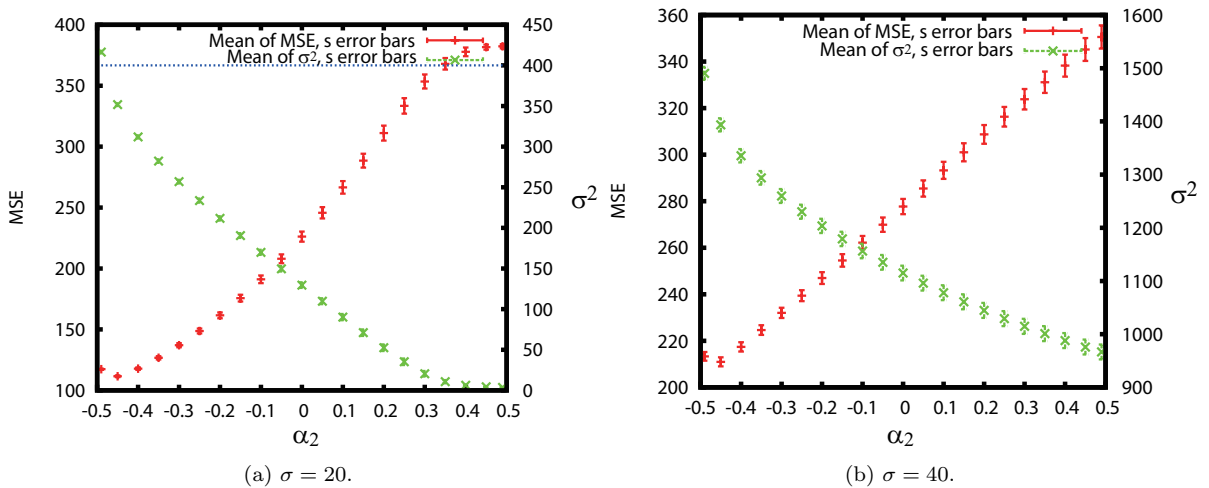 Mean of MSE, s error bars
Mean of σ2, s error bars
400
350
300
250
200
150
100
450
400
350
300
250
200
150
100
50
0
MSE
σ2
-0.5 -0.4 -0.3 -0.2 -0.1 0 0.1 0.2 0.3 0.4 0.5
α2
(a) σ = 20.
Mean of MSE, s error bars
Mean of σ2, s error bars
360
340
320
300
280
260
240
220
200
1600
1500
1400
1300
1200
1100
1000
900
MSE
σ2
-0.5 -0.4 -0.3 -0.2 -0.1 0 0.1 0.2 0.3 0.4 0.5
α2
(b) σ = 40.